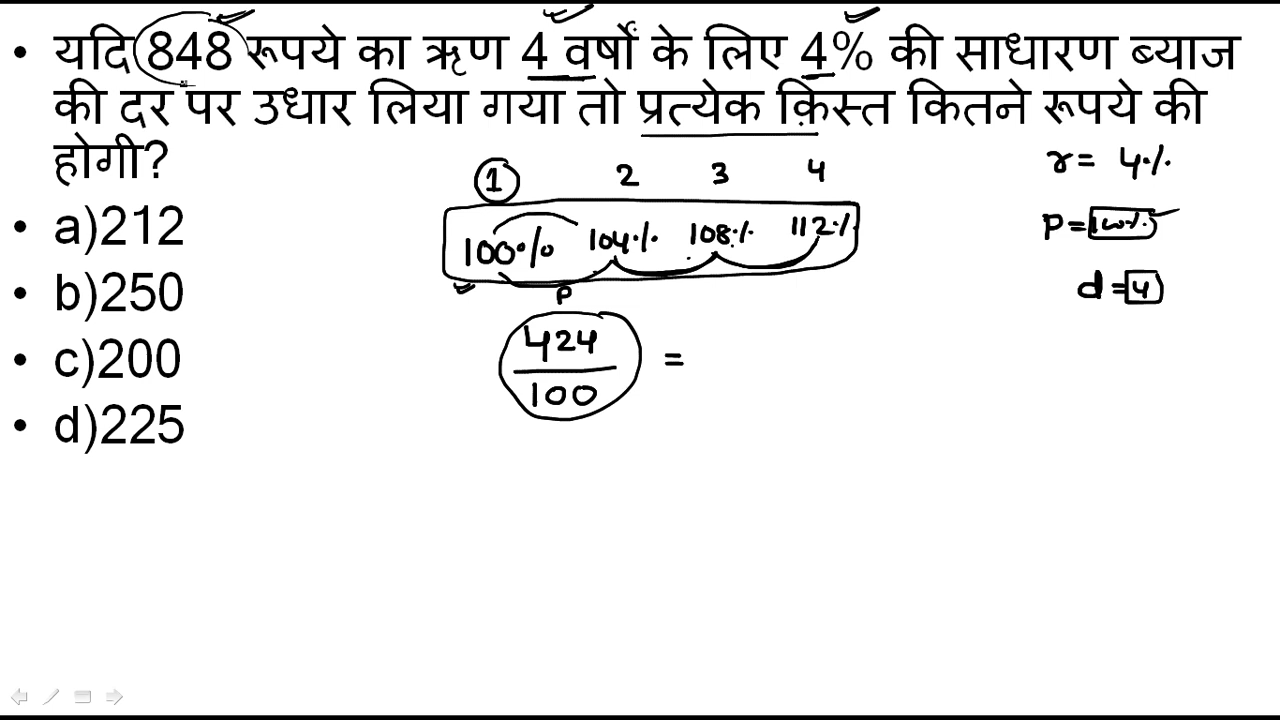 • यदि 848 रूपये का ऋण 4 वर्षों के लिए 4% की साधारण ब्याज
की दर पर उधार लिया गया तो प्रत्येक क़िस्त कितने रूपये की
होगी?
1 2 3 4
r = 4%
100% 104% 108% 112%
P = 100%
• a)212
d = 4
• b)250
P
424
100
=
• c)200
• d)225